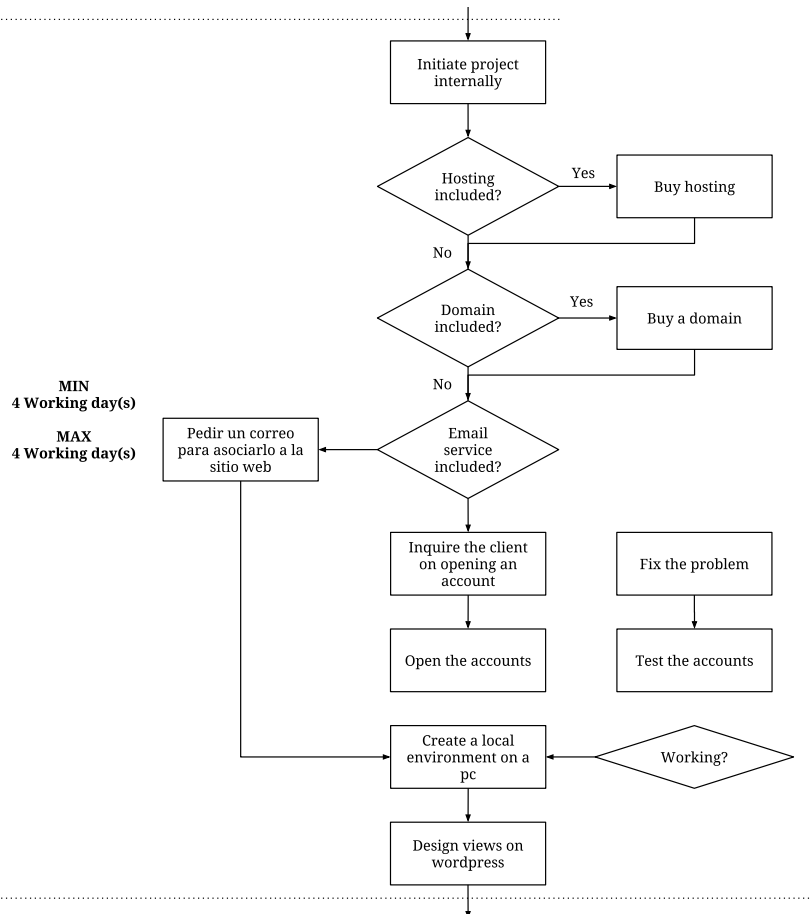 Initiate project
internally
Hosting
included?
Yes
Buy hosting
No
Domain
included?
Yes
Buy a domain
No
MIN
4 Working day(s)
MAX
4 Working day(s)
Pedir un correo
para asociarlo a la
sitio web
Email
service
included?
Inquire the client
on opening an
account
Fix the problem
Open the accounts
Test the accounts
Create a local
environment on a
pc
Working?
Design views on
wordpress